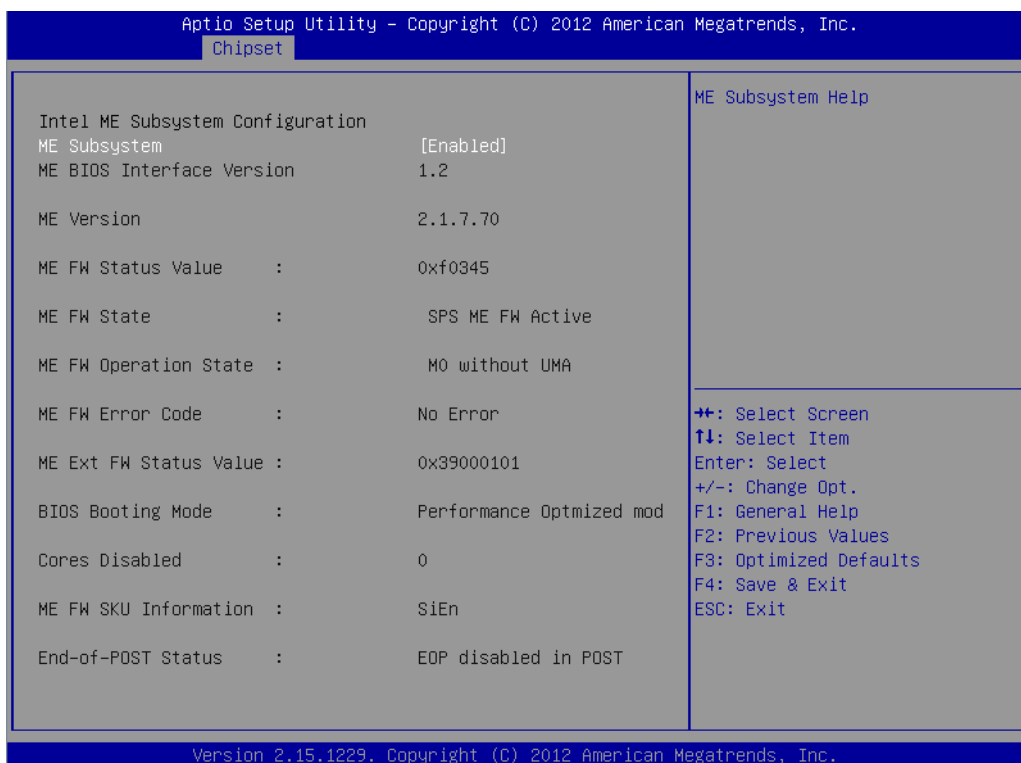 Aptio Setup Utility – Copyright (C) 2012 American Megatrends, Inc.
Chipset
Intel ME Subsystem Configuration
ME Subsystem [Enabled]
ME BIOS Interface Version 1.2
ME Version 2.1.7.70
ME FW Status Value : 0xf0345
ME FW State : SPS ME FW Active
ME FW Operation State : M0 without UMA
ME FW Error Code : No Error
ME Ext FW Status Value : 0x39000101
BIOS Booting Mode : Performance Optmized mod
Cores Disabled : 0
ME FW SKU Information : SiEn
End-of-POST Status : EOP disabled in POST
ME Subsystem Help
→←: Select Screen
↑↓: Select Item
Enter: Select
+/-: Change Opt.
F1: General Help
F2: Previous Values
F3: Optimized Defaults
F4: Save & Exit
ESC: Exit
Version 2.15.1229. Copyright (C) 2012 American Megatrends, Inc.